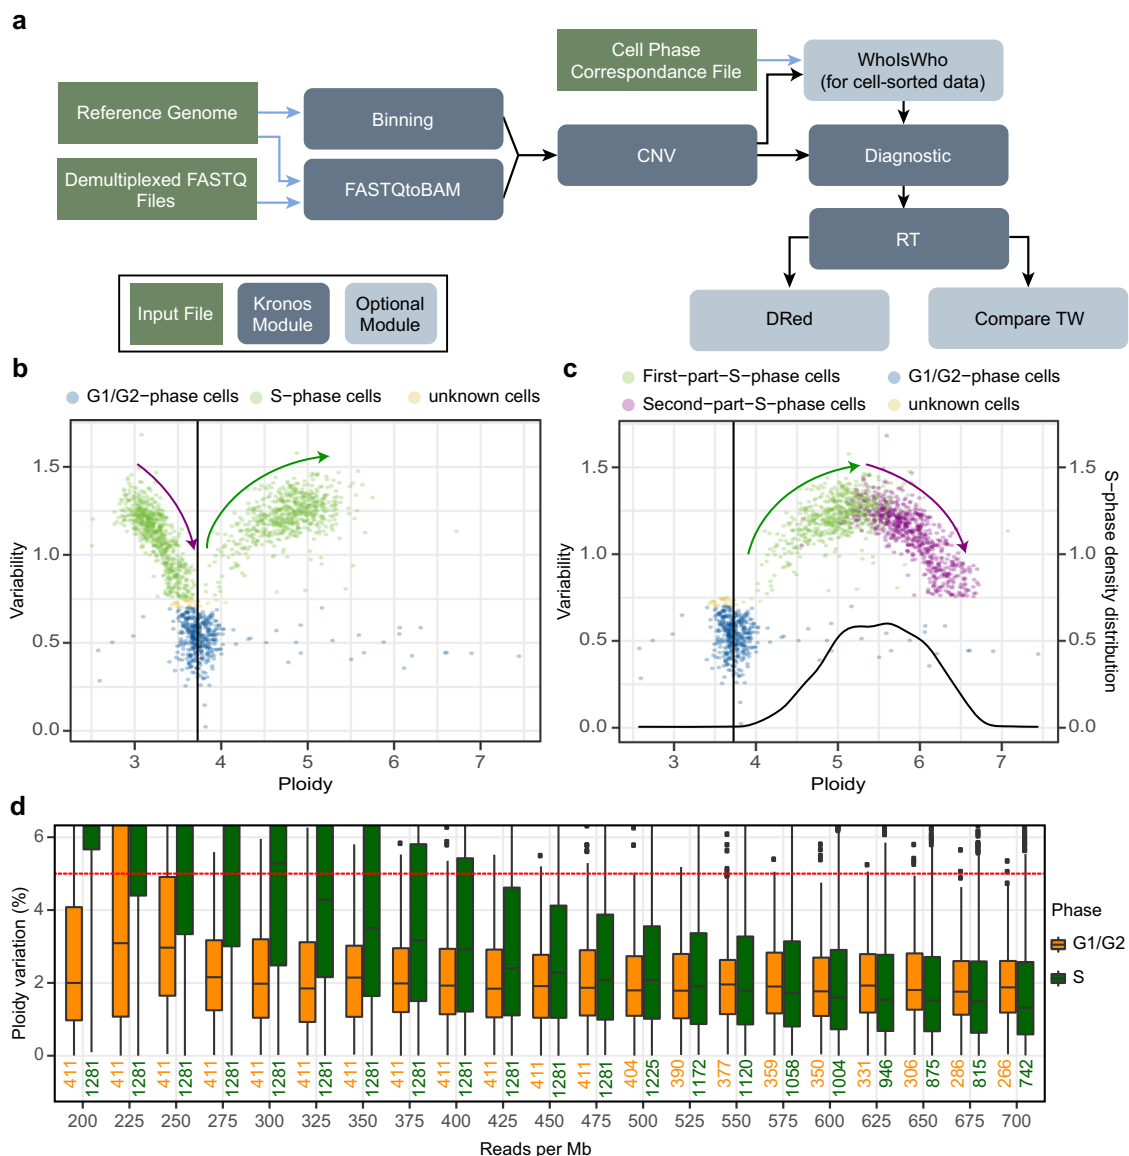 a
Cell Phase
Correspondance File
WhoIsWho
(for cell-sorted data)
Reference Genome
Binning
CNV
Diagnostic
Demultiplexed FASTQ
Files
FASTQtoBAM
RT
Input File
Kronos
Module
Optional
Module
DRed
Compare TW
b
G1/G2-phase cells
S-phase cells
unknown cells
1.5
1.0
0.5
0.0
Variability
3 4 5 6 7
Ploidy
c
First-part-S-phase cells
G1/G2-phase cells
Second-part-S-phase cells
unknown cells
1.5
1.0
0.5
0.0
Variability
1.5
1.0
0.5
0.0
S-phase density distribution
3 4 5 6 7
Ploidy
d
6
4
2
0
Ploidy variation (%)
Phase
G1/G2
S
411 1281 411 1281 411 1281 411 1281 411 1281 411 1281 411 1281 411 1281 411 1281 411 1281 411 1281 411 1281 404 1225 390 1172 377 1120 359 1058 350 1004 331 946 306 875 286 815 266 742
200 225 250 275 300 325 350 375 400 425 450 475 500 525 550 575 600 625 650 675 700
Reads per Mb